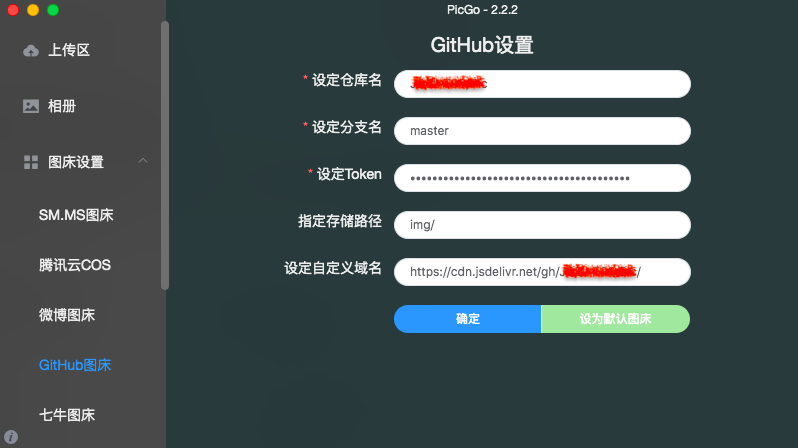 PicGo - 2.2.2
上传区
相册
图床设置
SM.MS图床
腾讯云COS
微博图床
GitHub图床
七牛图床
GitHub设置
* 设定仓库名
* 设定分支名
master
* 设定Token
••••••••••••••••••••••••••••••••••••••••
指定存储路径
img/
设定自定义域名
https://cdn.jsdelivr.net/gh/
确定
设为默认图床